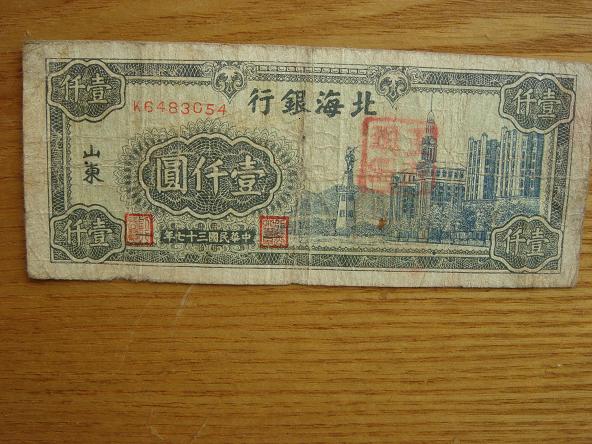 北海銀行
壹仟
壹仟
K6483054
山東
壹仟圓
中華民國三十七年
壹仟
壹仟